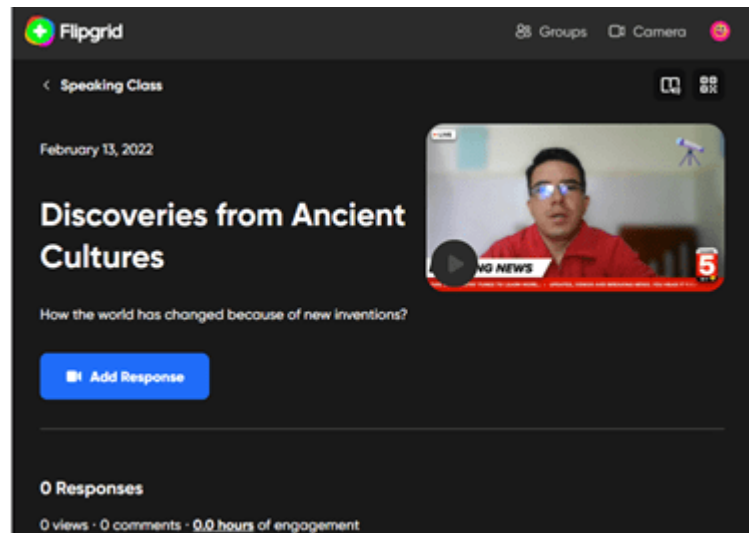 Flipgrid
Groups
Camera
Speaking Class
February 13, 2022
LIVE
Discoveries from Ancient
Cultures
NG NEWS
5
How the world has changed because of new inventions?
Add Response
0 Responses
0 views · 0 comments · 0.0 hours of engagement